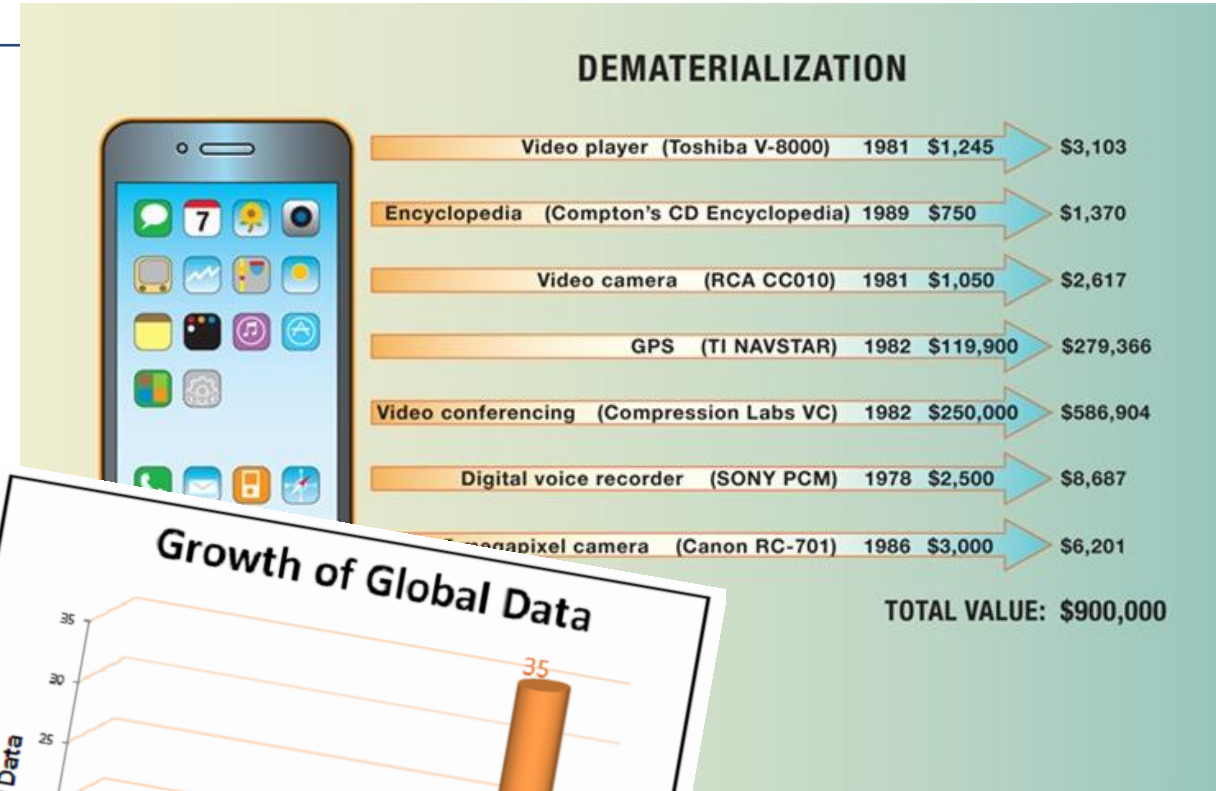 DEMATERIALIZATION
Video player (Toshiba V-8000) 1981 $1,245 $3,103
7
Encyclopedia (Compton's CD Encyclopedia) 1989 $750 $1,370
Video camera (RCA CC010) 1981 $1,050 $2,617
GPS (TI NAVSTAR) 1982 $119,900 $279,366
Video conferencing (Compression Labs VC) 1982 $250,000 $586,904
Digital voice recorder (SONY PCM) 1978 $2,500 $8,687
camera (Canon RC-701) 1986 $3,000 $6,201
TOTAL VALUE: $900,000
Growth of Global Data
35
35
30
25
Data